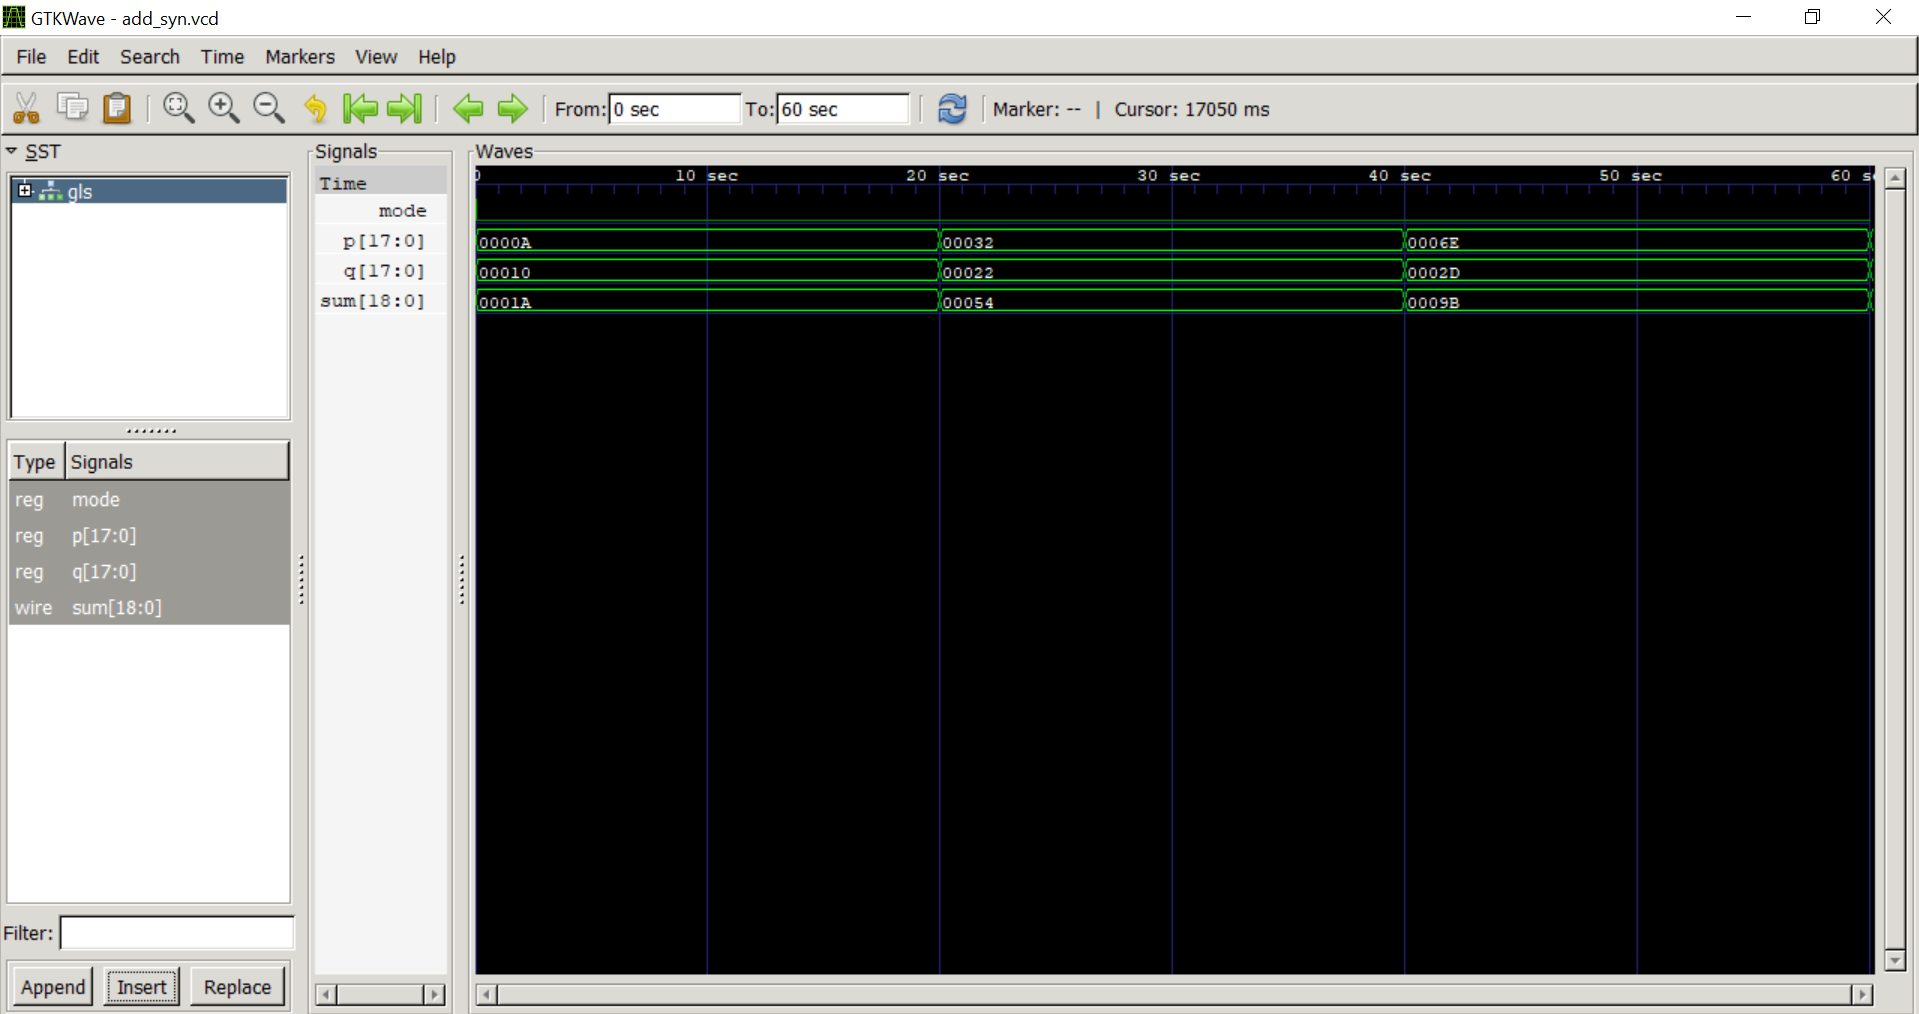 GTKWave - add_syn.vcd
File Edit Search Time Markers View Help
From: 0 sec To: 60 sec Marker: -- | Cursor: 17050 ms
SST
gls
Type Signals
reg mode
reg p[17:0]
reg q[17:0]
wire sum[18:0]
Filter:
Append Insert Replace
Signals
Time
mode
p[17:0]
q[17:0]
sum[18:0]
Waves
10 sec 20 sec 30 sec 40 sec 50 sec 60 s
0000A 00032 0006E
00010 00022 0002D
0001A 00054 0009B